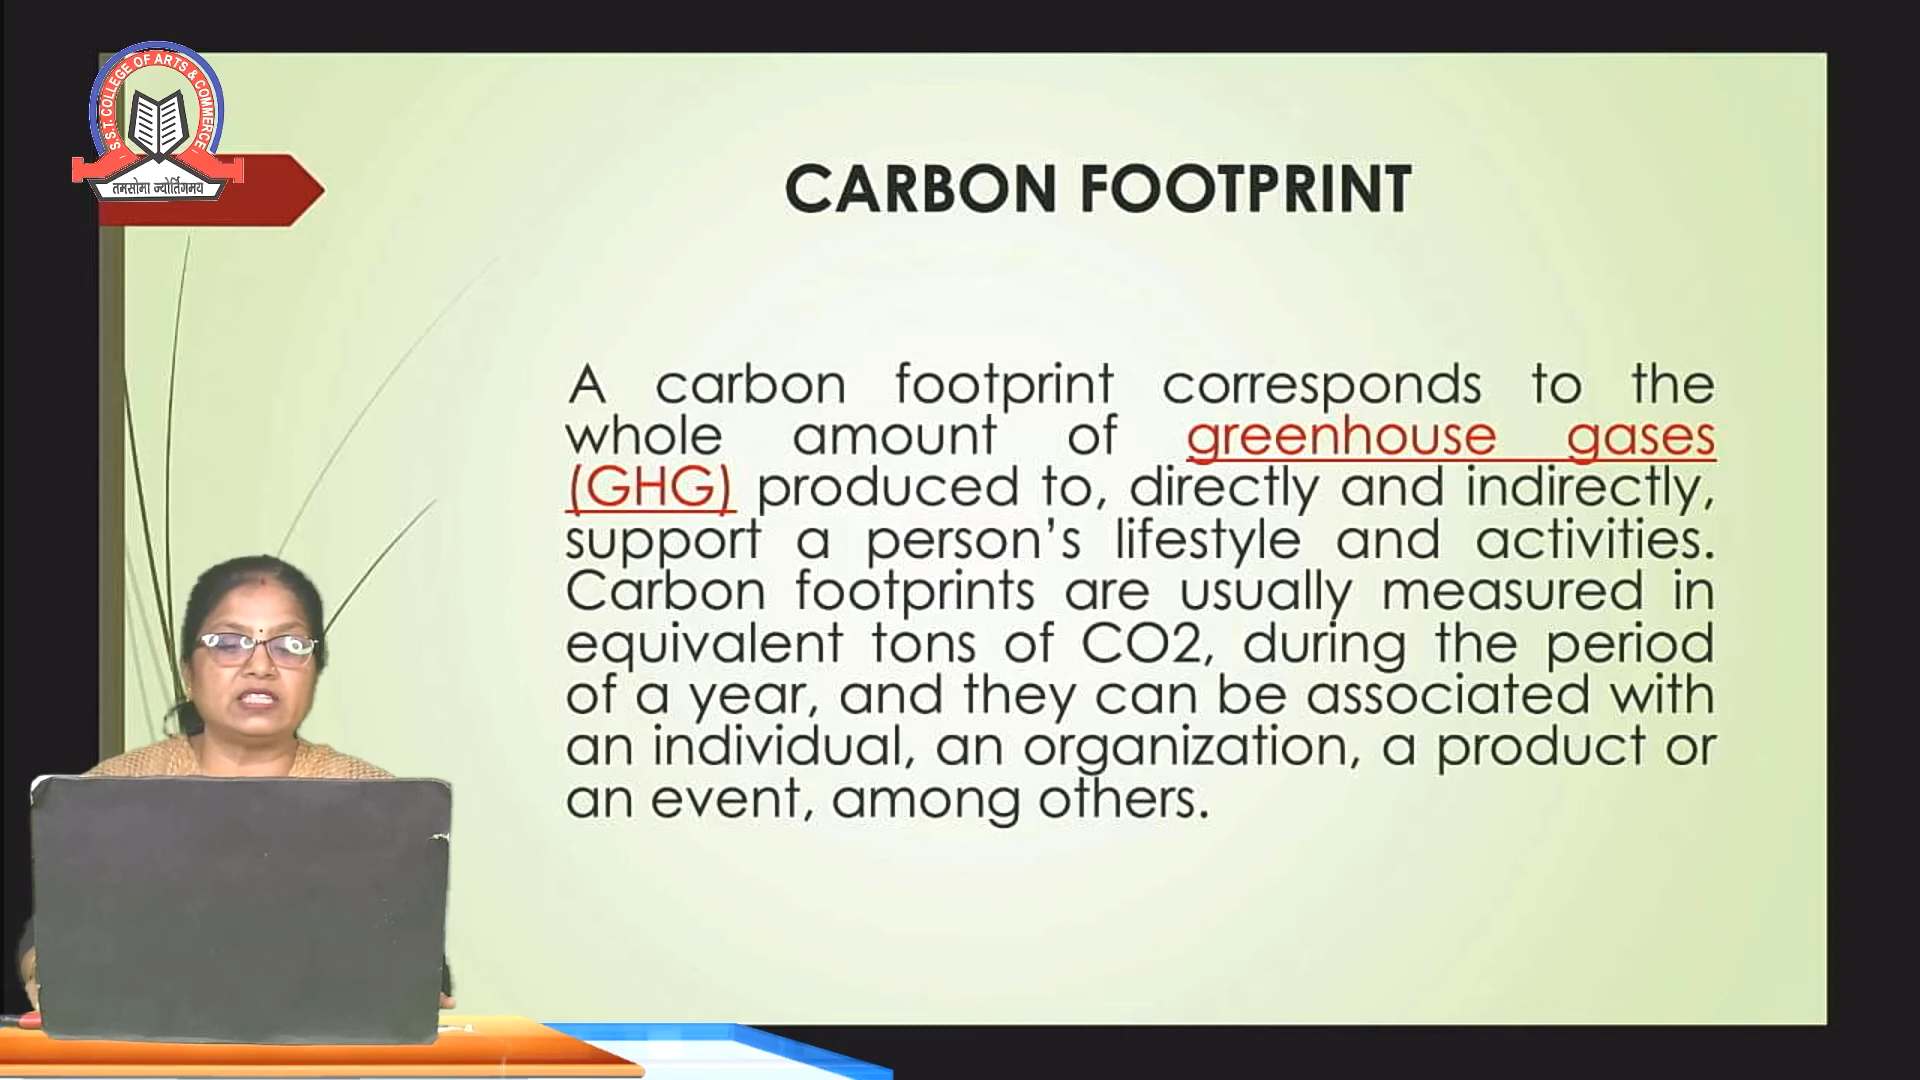 S.S.T. COLLEGE OF ARTS & COMMERCE
तमसोमा ज्योर्तिगमय
CARBON FOOTPRINT
A carbon footprint corresponds to the
whole amount of greenhouse gases
(GHG) produced to, directly and indirectly,
support a person’s lifestyle and activities.
Carbon footprints are usually measured in
equivalent tons of CO2, during the period
of a year, and they can be associated with
an individual, an organization, a product or
an event, among others.